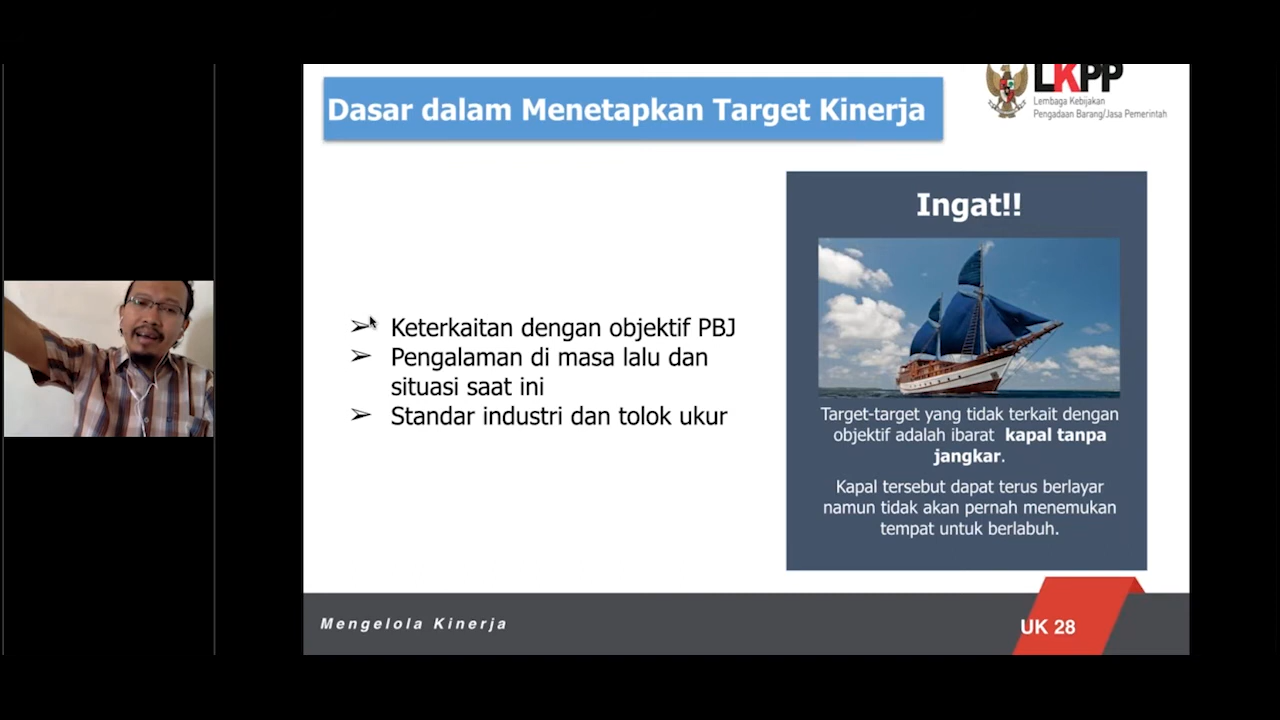 Dasar dalam Menetapkan Target Kinerja
LKPP
Lembaga Kebijakan
Pengadaan Barang/Jasa Pemerintah
➢ Keterkaitan dengan objektif PBJ
➢ Pengalaman di masa lalu dan
situasi saat ini
➢ Standar industri dan tolok ukur
Ingat!!
Target-target yang tidak terkait dengan
objektif adalah ibarat kapal tanpa
jangkar.
Kapal tersebut dapat terus berlayar
namun tidak akan pernah menemukan
tempat untuk berlabuh.
Mengelola Kinerja
UK 28